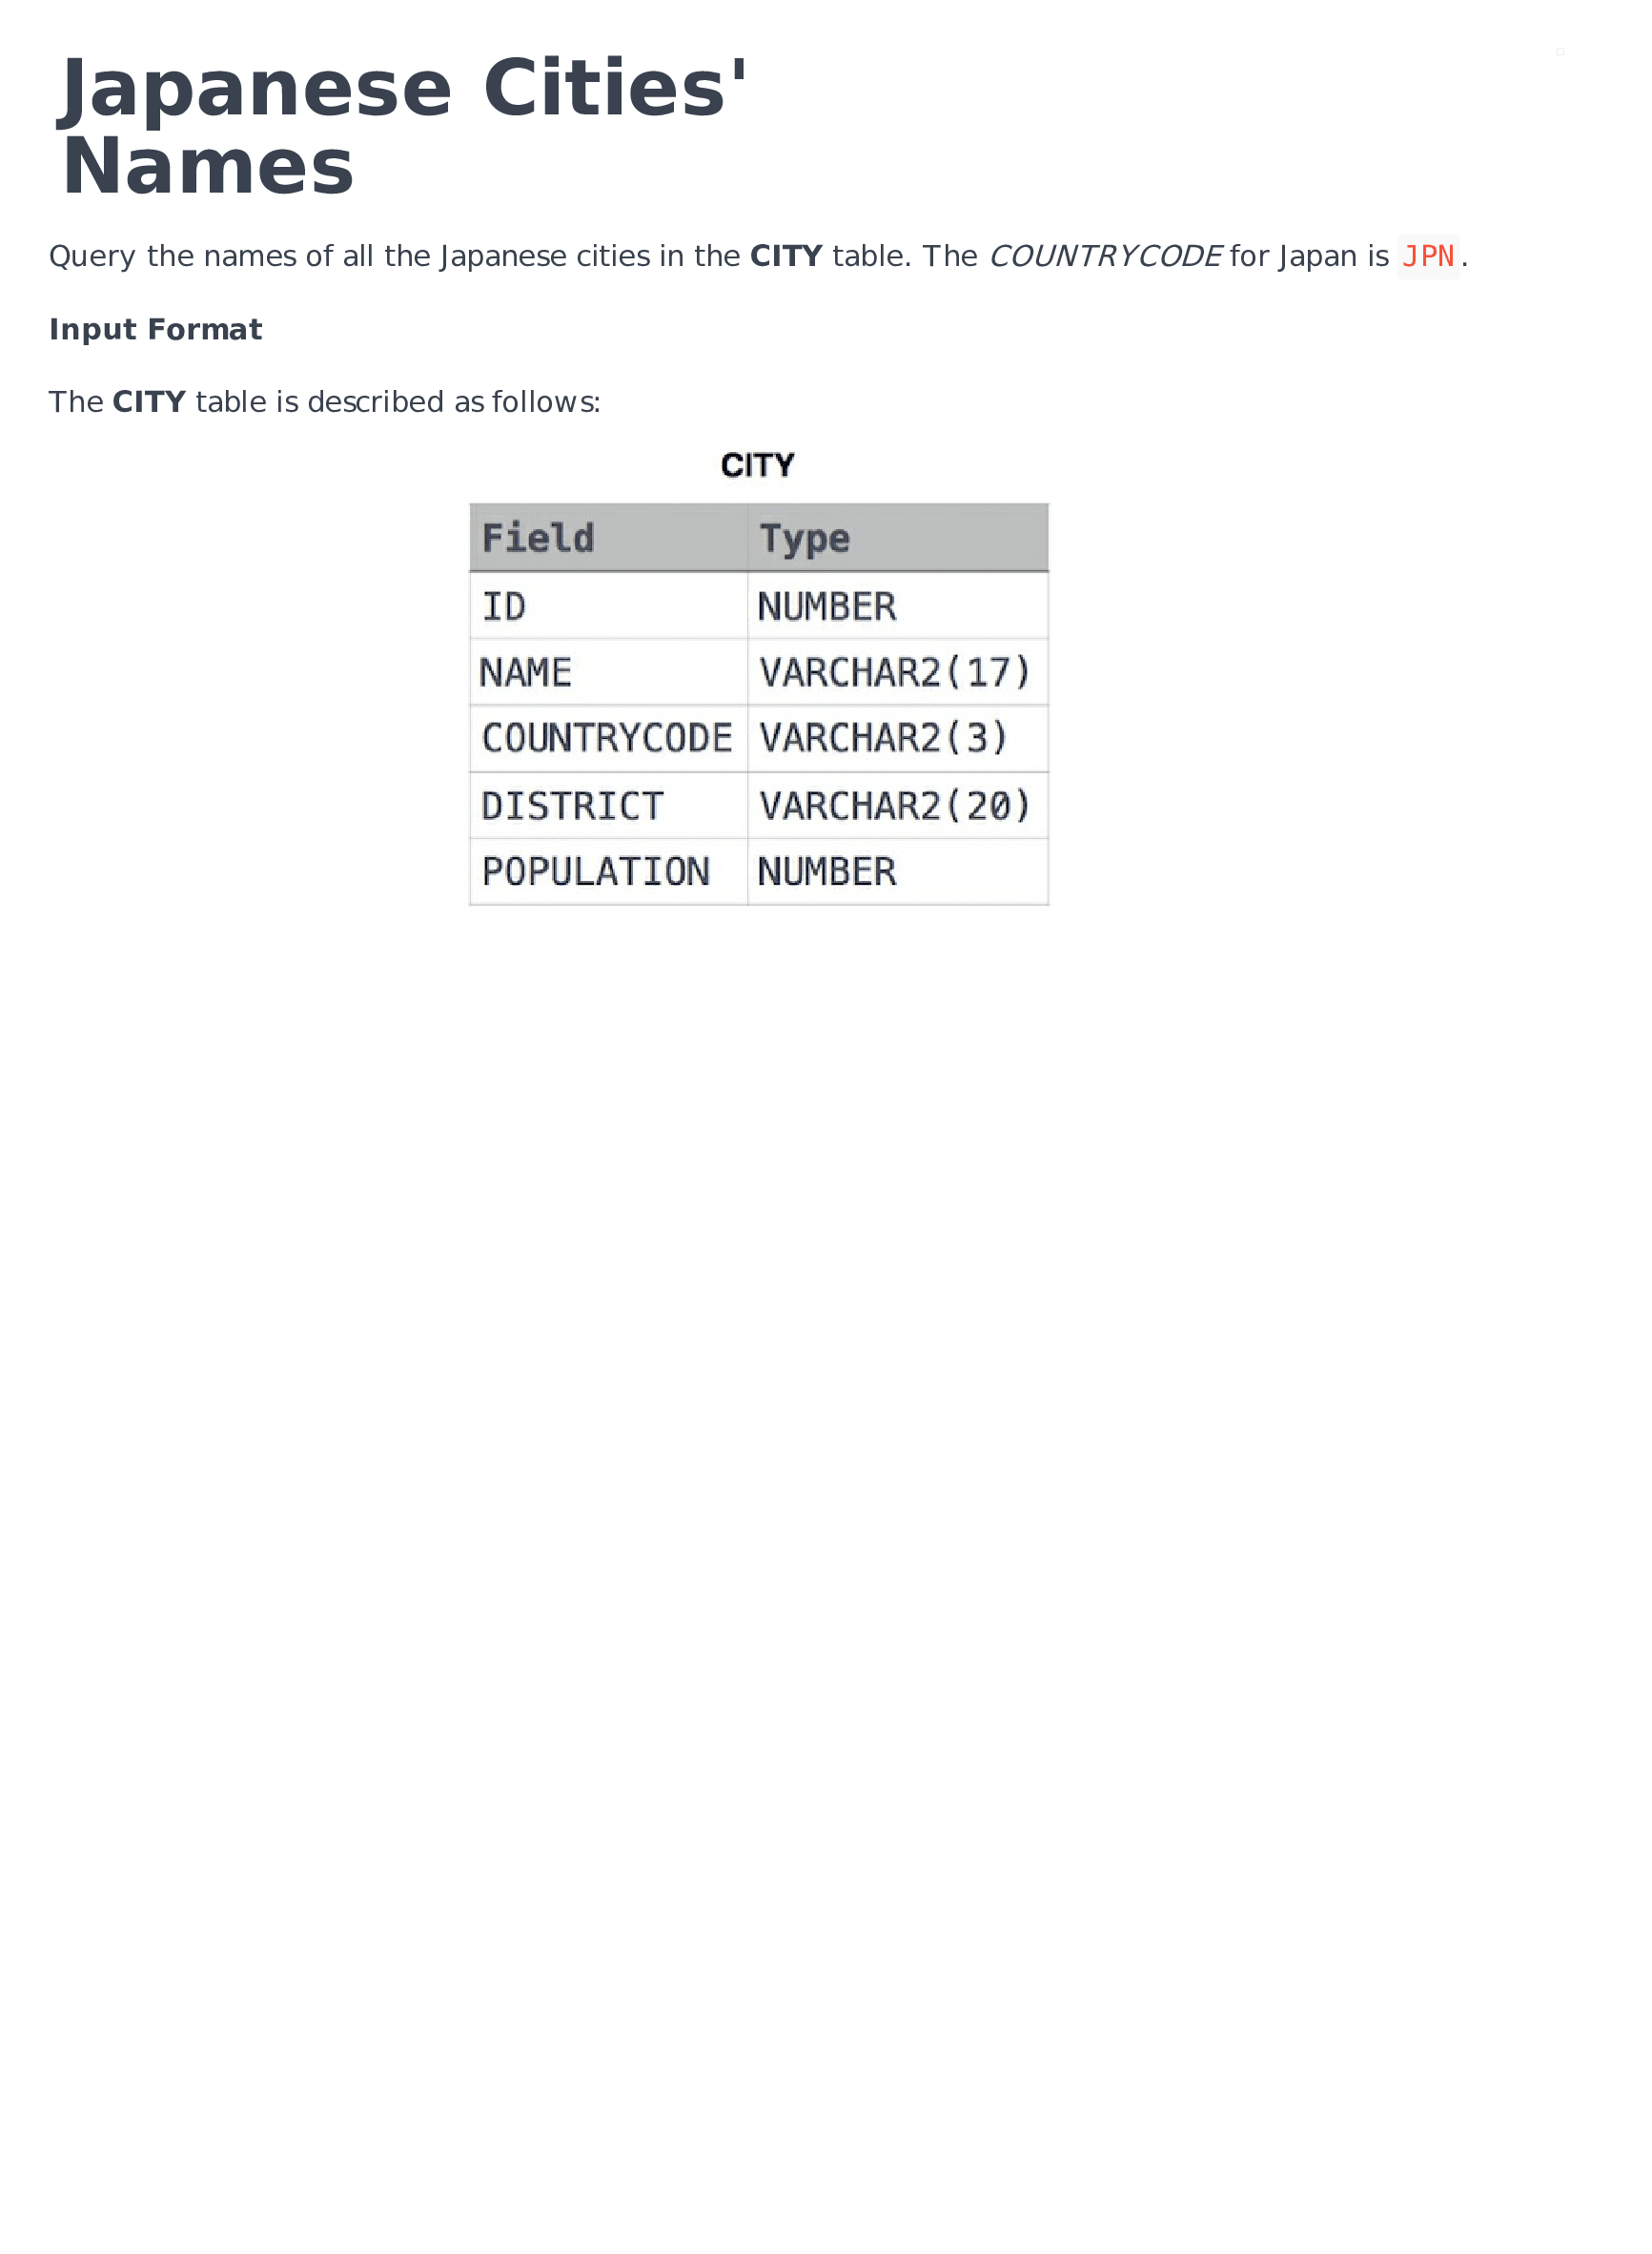 Japanese Cities'
Names
Query the names of all the Japanese cities in the CITY table. The COUNTRYCODE for Japan is JPN.
Input Format
The CITY table is described as follows:
CITY
Field Type
ID NUMBER
NAME VARCHAR2(17)
COUNTRYCODE VARCHAR2(3)
DISTRICT VARCHAR2(20)
POPULATION NUMBER